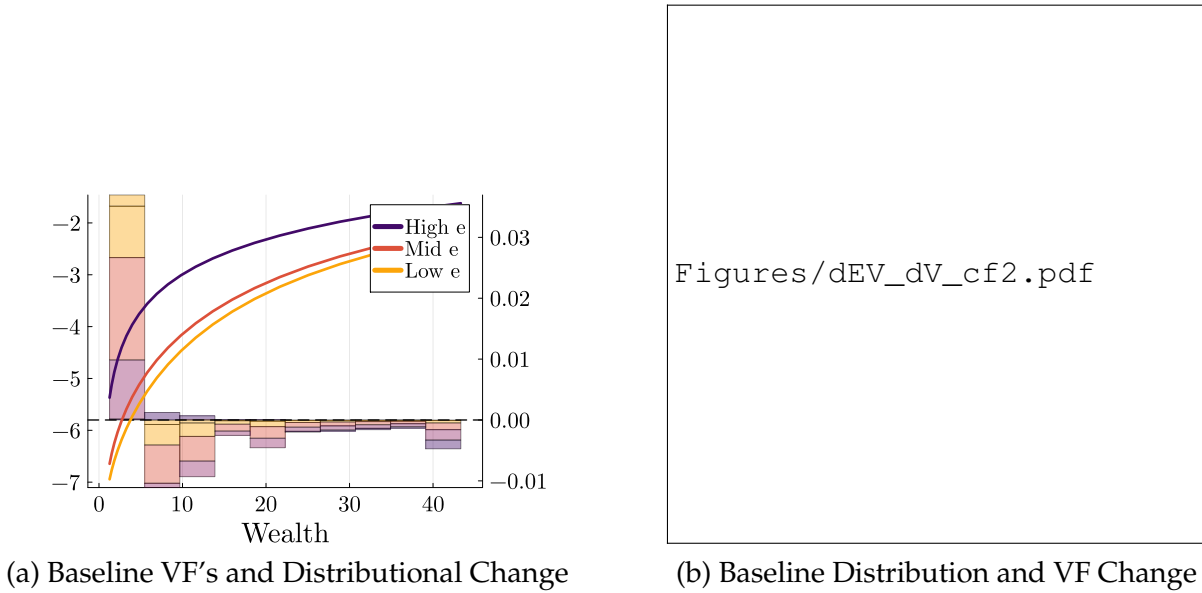 −2
−3
−4
−5
−6
−7
0.03
0.02
0.01
0.00
−0.01
High e
Mid e
Low e
0 10 20 30 40
Wealth
(a) Baseline VF's and Distributional Change
Figures/dEV_dV_cf2.pdf
(b) Baseline Distribution and VF Change